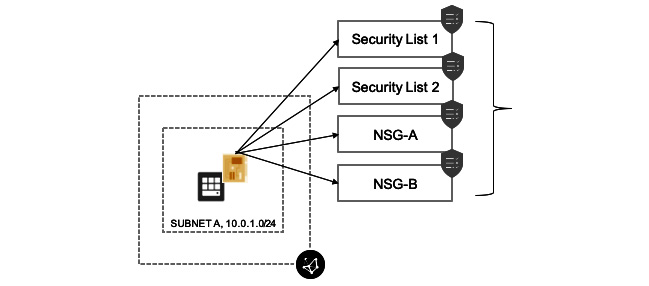 Security List 1
Security List 2
NSG-A
NSG-B
SUBNET A, 10.0.1.0/24